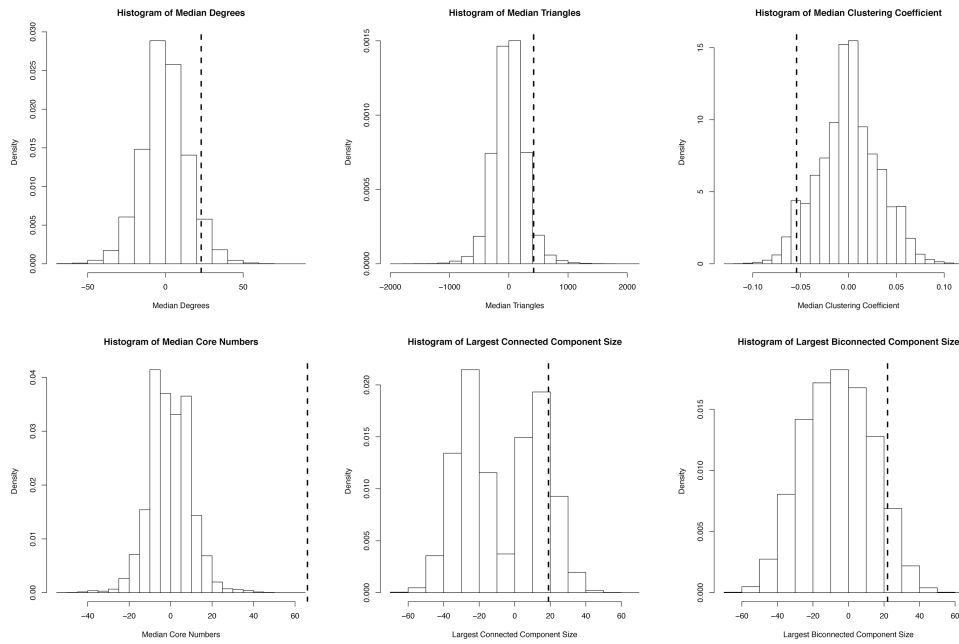 Histogram of Median Degrees
Density
0.000 0.005 0.010 0.015 0.020 0.025 0.030
−50 0 50
Median Degrees
Histogram of Median Triangles
Density
0.0000 0.0005 0.0010 0.0015
−2000 −1000 0 1000 2000
Median Triangles
Histogram of Median Clustering Coefficient
Density
0 5 10 15
−0.10 −0.05 0.00 0.05 0.10
Median Clustering Coefficient
Histogram of Median Core Numbers
Density
0.00 0.01 0.02 0.03 0.04
−40 −20 0 20 40 60
Median Core Numbers
Histogram of Largest Connected Component Size
Density
0.000 0.005 0.010 0.015 0.020
−60 −40 −20 0 20 40 60
Largest Connected Component Size
Histogram of Largest Biconnected Component Size
Density
0.000 0.005 0.010 0.015
−60 −40 −20 0 20 40 60
Largest Biconnected Component Size